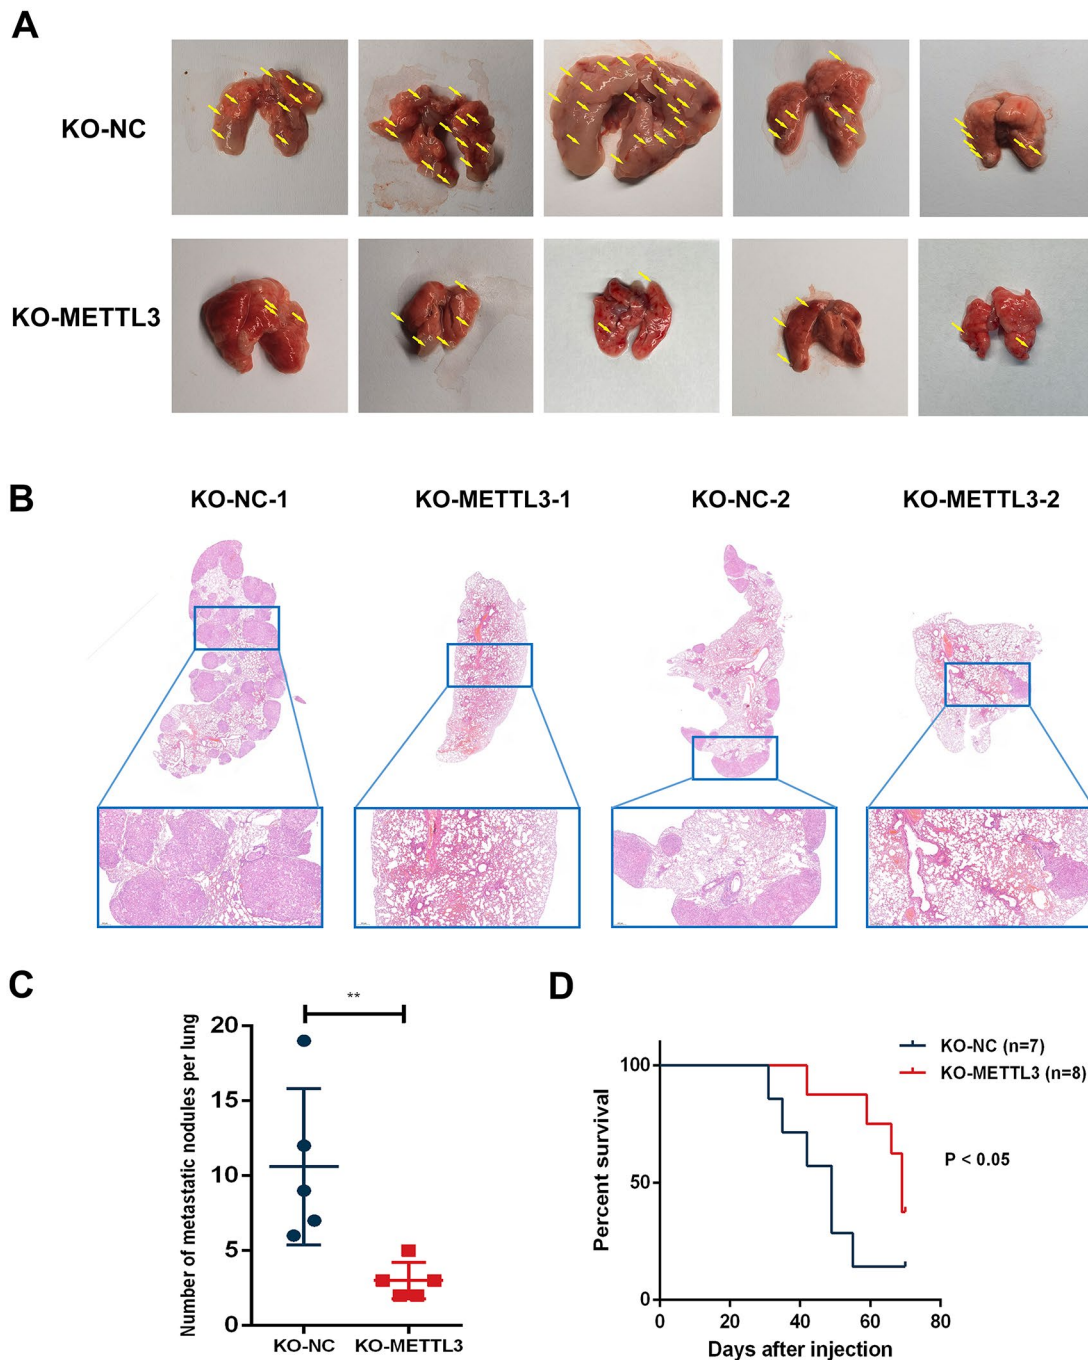 A
KO-NC
KO-METTL3
B
KO-NC-1
KO-METTL3-1
KO-NC-2
KO-METTL3-2
C
Number of metastatic nodules per lung
**
20
15
10
5
0
KO-NC
KO-METTL3
D
Percent survival
100
50
0
0
20
40
60
80
Days after injection
KO-NC (n=7)
KO-METTL3 (n=8)
P < 0.05